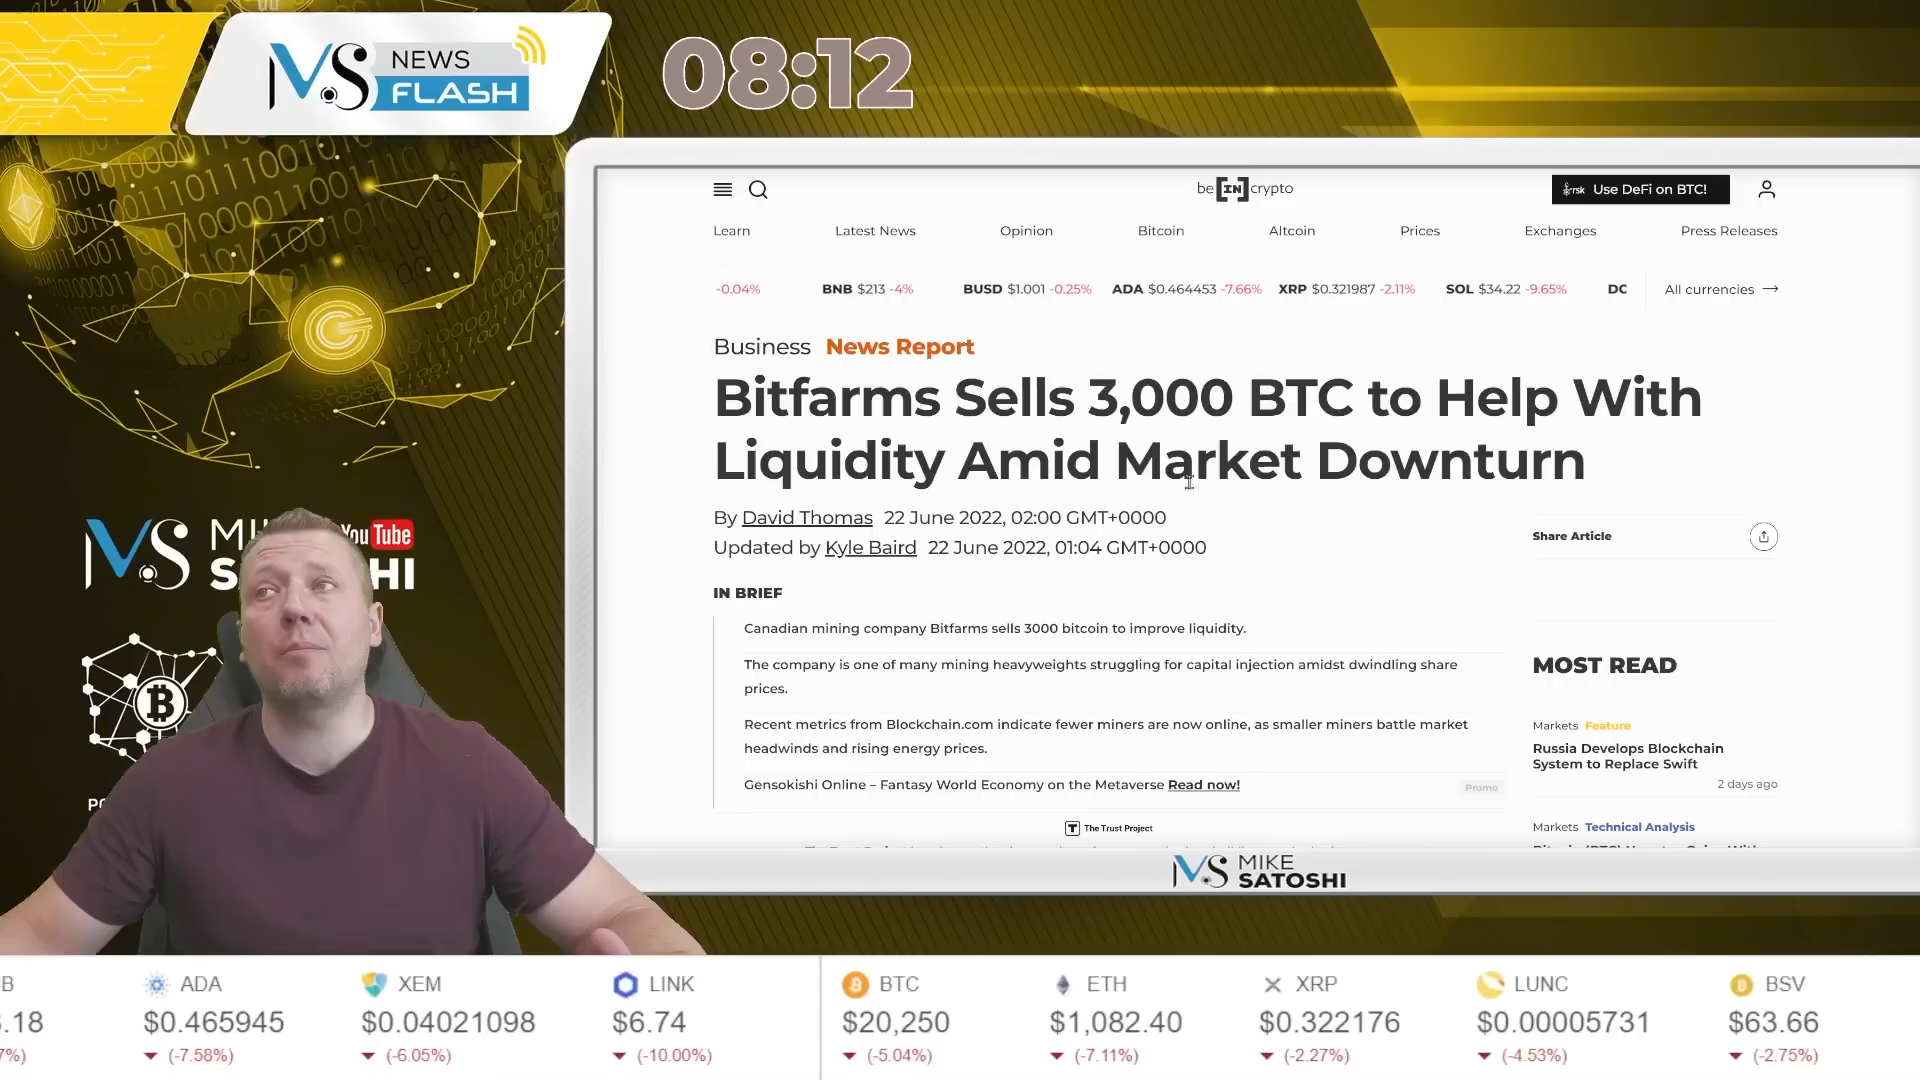 NEWS
FLASH
08:12
be [IN] crypto
rsk Use DeFi on BTC!
Learn Latest News Opinion Bitcoin Altcoin Prices Exchanges Press Releases
-0.04% BNB $213 -4% BUSD $1.001 -0.25% ADA $0.464453 -7.66% XRP $0.321987 -2.11% SOL $34.22 -9.65% DC All currencies →
Business News Report
Bitfarms Sells 3,000 BTC to Help With
Liquidity Amid Market Downturn
By David Thomas 22 June 2022, 02:00 GMT+0000
Updated by Kyle Baird 22 June 2022, 01:04 GMT+0000
Share Article
IN BRIEF
Canadian mining company Bitfarms sells 3000 bitcoin to improve liquidity.
The company is one of many mining heavyweights struggling for capital injection amidst dwindling share
prices.
Recent metrics from Blockchain.com indicate fewer miners are now online, as smaller miners battle market
headwinds and rising energy prices.
Gensokishi Online – Fantasy World Economy on the Metaverse Read now!
Promo
The Trust Project
MOST READ
Markets Feature
Russia Develops Blockchain
System to Replace Swift
2 days ago
Markets Technical Analysis
MS MIKE
SATOSHI
B ADA XEM LINK BTC ETH XRP LUNC BSV
.18 $0.465945 $0.04021098 $6.74 $20,250 $1,082.40 $0.322176 $0.00005731 $63.66
7%) (-7.58%) (-6.05%) (-10.00%) (-5.04%) (-7.11%) (-2.27%) (-4.53%) (-2.75%)